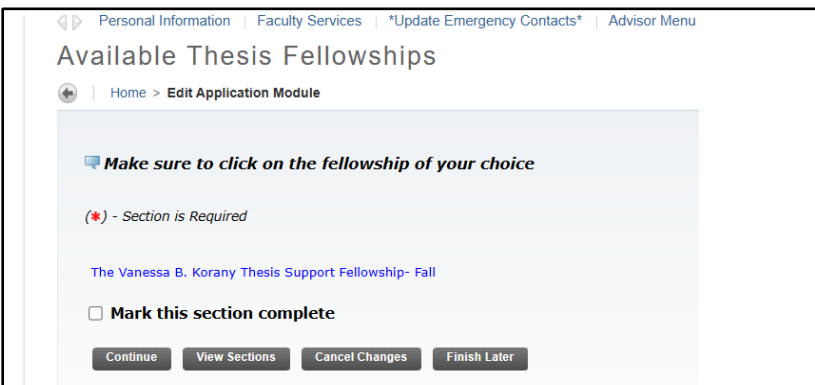 Personal Information | Faculty Services | *Update Emergency Contacts* | Advisor Menu
Available Thesis Fellowships
Home > Edit Application Module
Make sure to click on the fellowship of your choice
(*) - Section is Required
The Vanessa B. Korany Thesis Support Fellowship- Fall
Mark this section complete
Continue View Sections Cancel Changes Finish Later